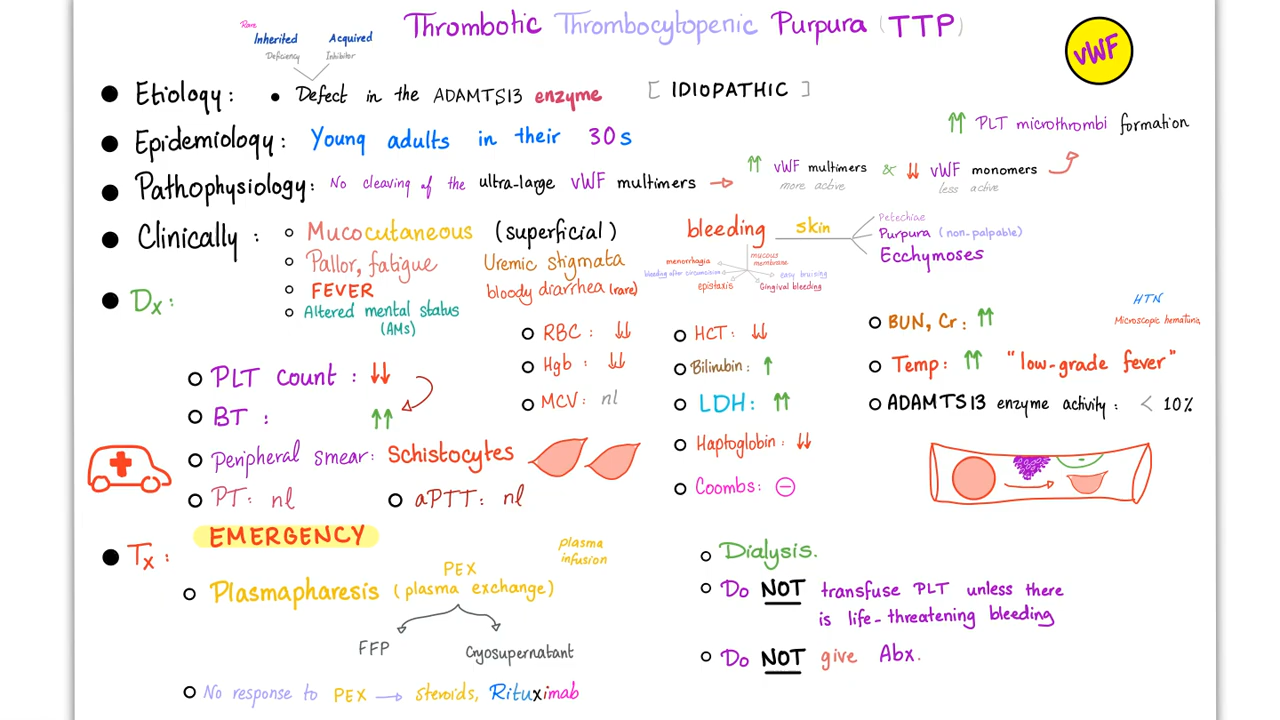 Thrombotic Thrombocytopenic Purpura (TTP)
vWF
Rare
Inherited Acquired
Deficiency Inhibitor
Etiology: • Defect in the ADAMTS13 enzyme [IDIOPATHIC]
Epidemiology: Young adults in their 30s
↑↑ PLT microthrombi formation
Pathophysiology: No cleaving of the ultra-large vWF multimers → ↑↑ vWF multimers & ↓↓ vWF monomers
more active less active
Clinically: Mucocutaneous (superficial) bleeding skin
Petechiae
Purpura (non-palpable)
Ecchymoses
mucous membrane
menorrhagia
bleeding after circumcision
epistaxis
Gingival bleeding
easy bruising
Pallor, fatigue Uremic stigmata
FEVER bloody diarrhea (rare)
Altered mental status
(AMs)
Dx:
PLT count: ↓↓
BT: ↑↑
Peripheral smear: Schistocytes
PT: nl aPTT: nl
RBC: ↓↓
Hgb: ↓↓
MCV: nl
HCT: ↓↓
Bilirubin: ↑
LDH: ↑↑
Haptoglobin: ↓↓
Coombs: ⊖
HTN
Microscopic hematuria
BUN, Cr: ↑↑
Temp: ↑↑ "low-grade fever"
ADAMTS13 enzyme activity: < 10%
Tx: EMERGENCY
plasma
infusion
PEX
Plasmapharesis (plasma exchange)
FFP Cryosupernatant
No response to PEX → steroids, Rituximab
Dialysis.
Do NOT transfuse PLT unless there
is life-threatening bleeding
Do NOT give Abx.